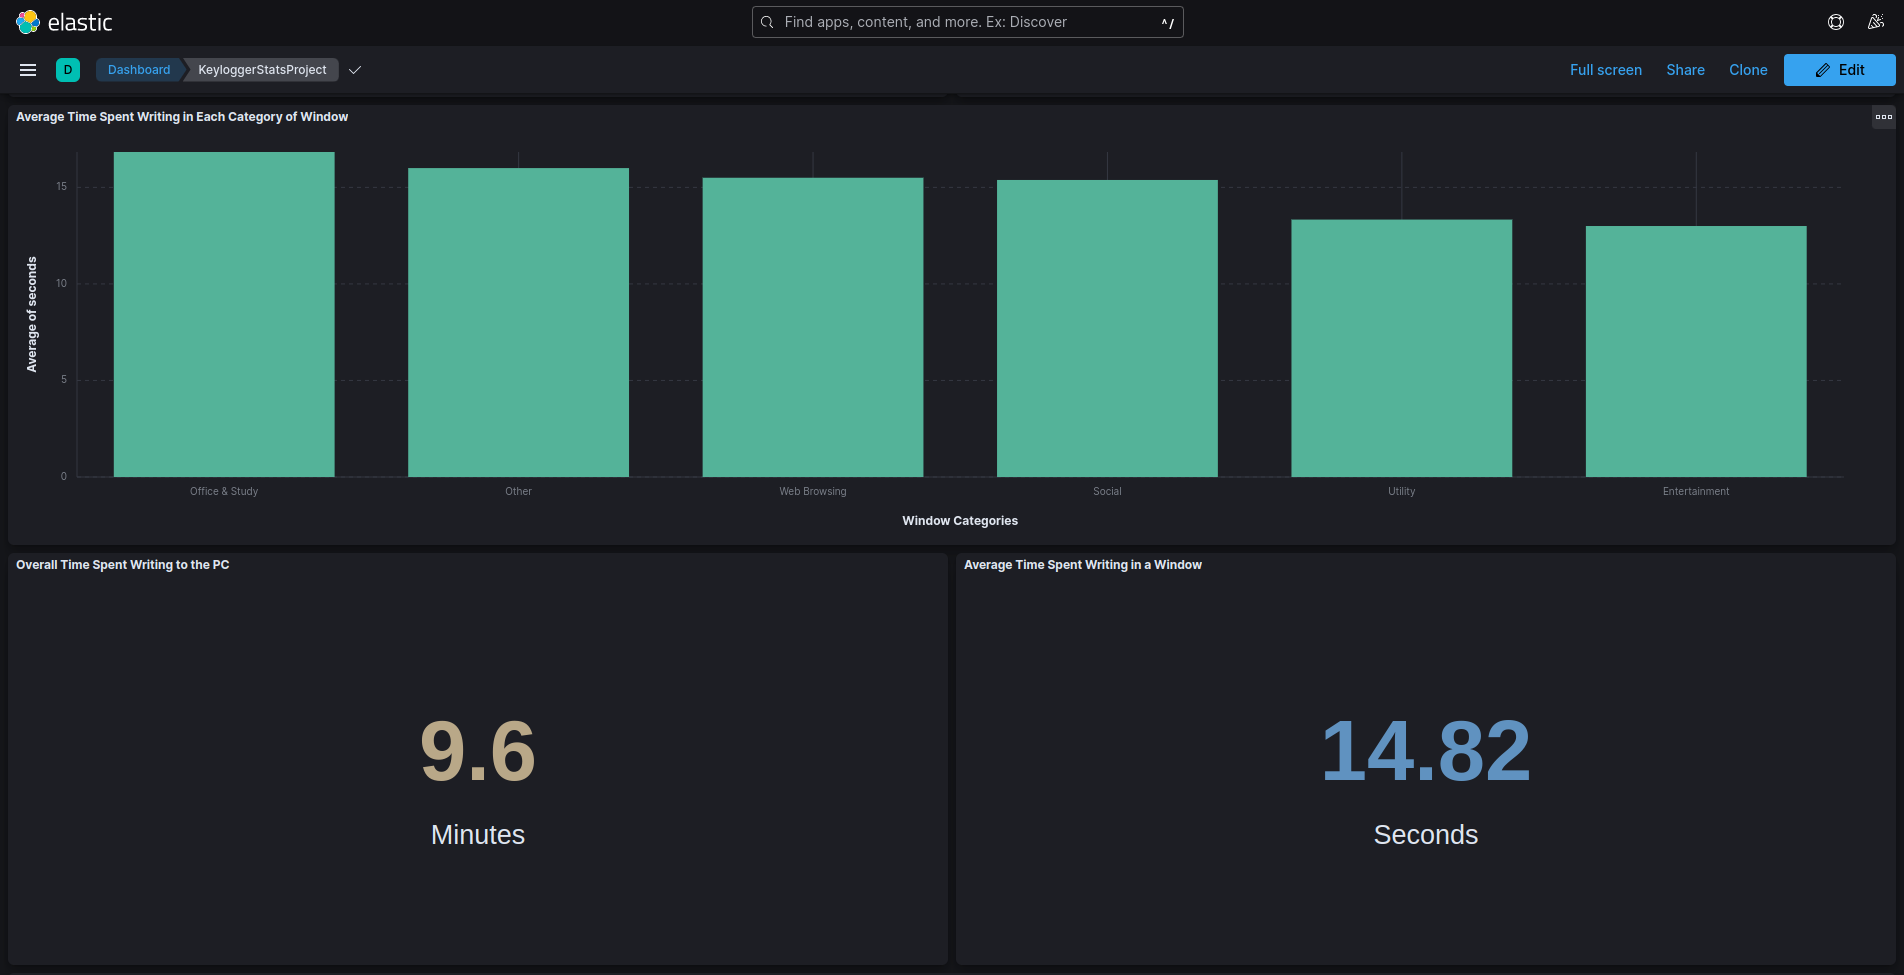 elastic
Find apps, content, and more. Ex: Discover ^/
D Dashboard KeyloggerStatsProject Full screen Share Clone Edit
Average Time Spent Writing in Each Category of Window
Average of seconds
15
10
5
0
Office & Study Other Web Browsing Social Utility Entertainment
Window Categories
Overall Time Spent Writing to the PC
9.6
Minutes
Average Time Spent Writing in a Window
14.82
Seconds